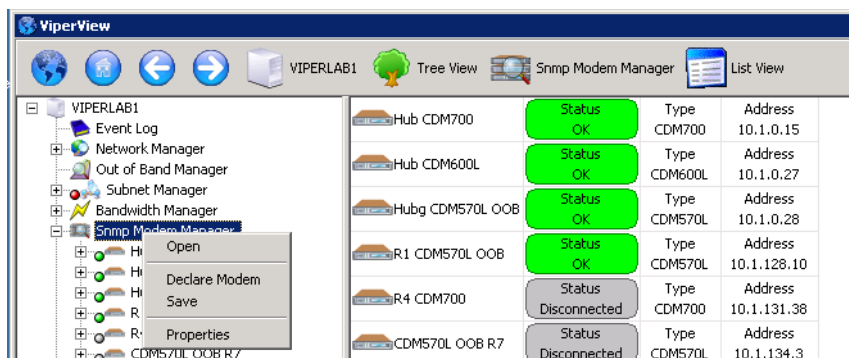 ViperView
VIPERLAB1 Tree View Snmp Modem Manager List View
VIPERLAB1
Event Log
Network Manager
Out of Band Manager
Subnet Manager
Bandwidth Manager
Snmp Modem Manager
Open
Declare Modem
Save
Properties
CDM570L OOB R7
Hub CDM700 Status OK Type CDM700 Address 10.1.0.15
Hub CDM600L Status OK Type CDM600L Address 10.1.0.27
Hubg CDM570L OOB Status OK Type CDM570L Address 10.1.0.28
R1 CDM570L OOB Status OK Type CDM570L Address 10.1.128.10
R4 CDM700 Status Disconnected Type CDM700 Address 10.1.131.38
CDM570L OOB R7 Status Disconnected Type CDM570L Address 10.1.134.3